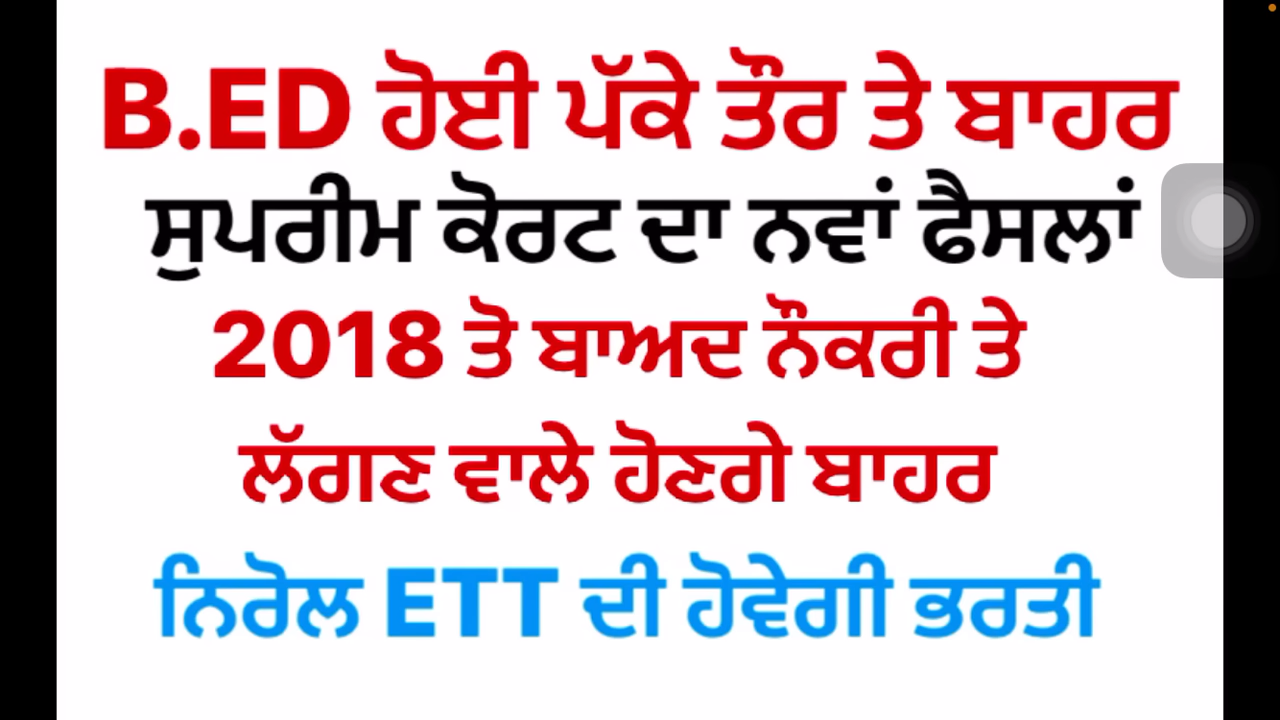 B.ED ਹੋਈ ਪੱਕੇ ਤੌਰ ਤੇ ਬਾਹਰ
ਸੁਪਰੀਮ ਕੋਰਟ ਦਾ ਨਵਾਂ ਫੈਸਲਾਂ
2018 ਤੋ ਬਾਅਦ ਨੌਕਰੀ ਤੇ
ਲੱਗਣ ਵਾਲੇ ਹੋਣਗੇ ਬਾਹਰ
ਨਿਰੋਲ ETT ਦੀ ਹੋਵੇਗੀ ਭਰਤੀ